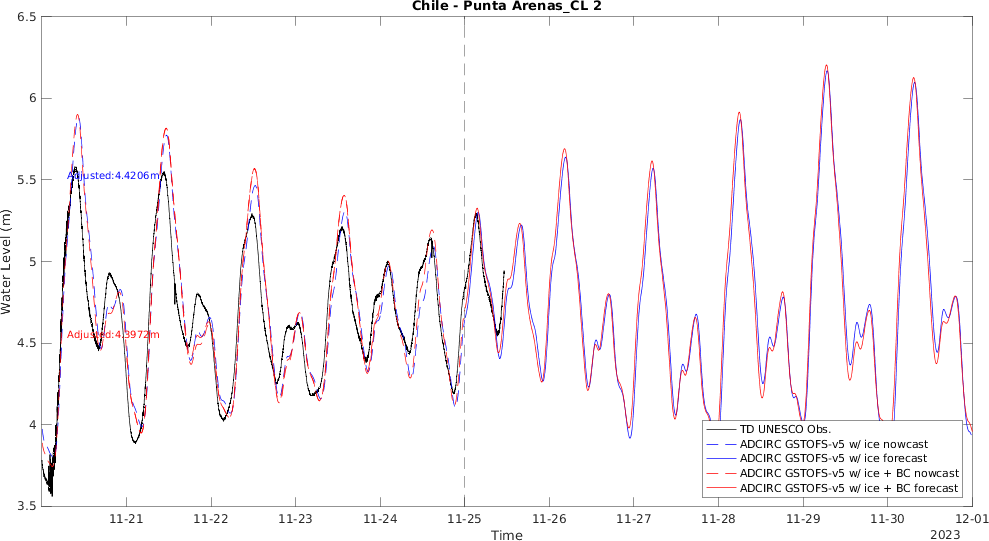 Chile - Punta Arenas_CL 2
6.5
6
5.5
5
4.5
4
3.5
Water Level (m)
Adjusted:4.4206m
Adjusted:4.3972m
TD UNESCO Obs.
ADCIRC GSTOFS-v5 w/ ice nowcast
ADCIRC GSTOFS-v5 w/ ice forecast
ADCIRC GSTOFS-v5 w/ ice + BC nowcast
ADCIRC GSTOFS-v5 w/ ice + BC forecast
11-21 11-22 11-23 11-24 11-25 11-26 11-27 11-28 11-29 11-30 12-01
Time
2023